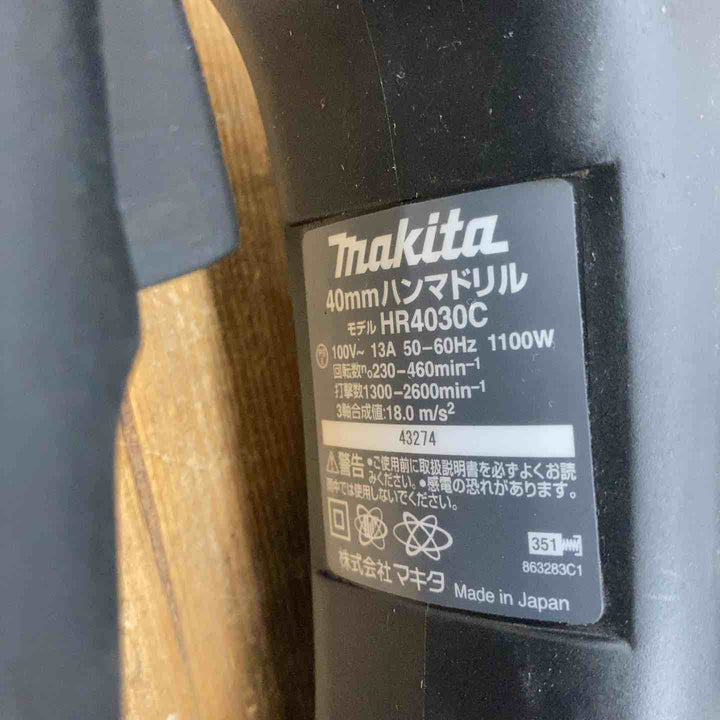 makita
40mmハンマドリル
モデル HR4030C
100V~ 13A 50-60Hz 1100W
回転数n₀230-460min⁻¹
打撃数1300-2600min⁻¹
3軸合成値:18.0 m/s²
43274
⚠警告 •ご使用前に取扱説明書を必ずよくお読
みください。•感電の恐れがあります。
雨中では使用しないでください。
351
863283C1
株式会社 マキタ Made in Japan